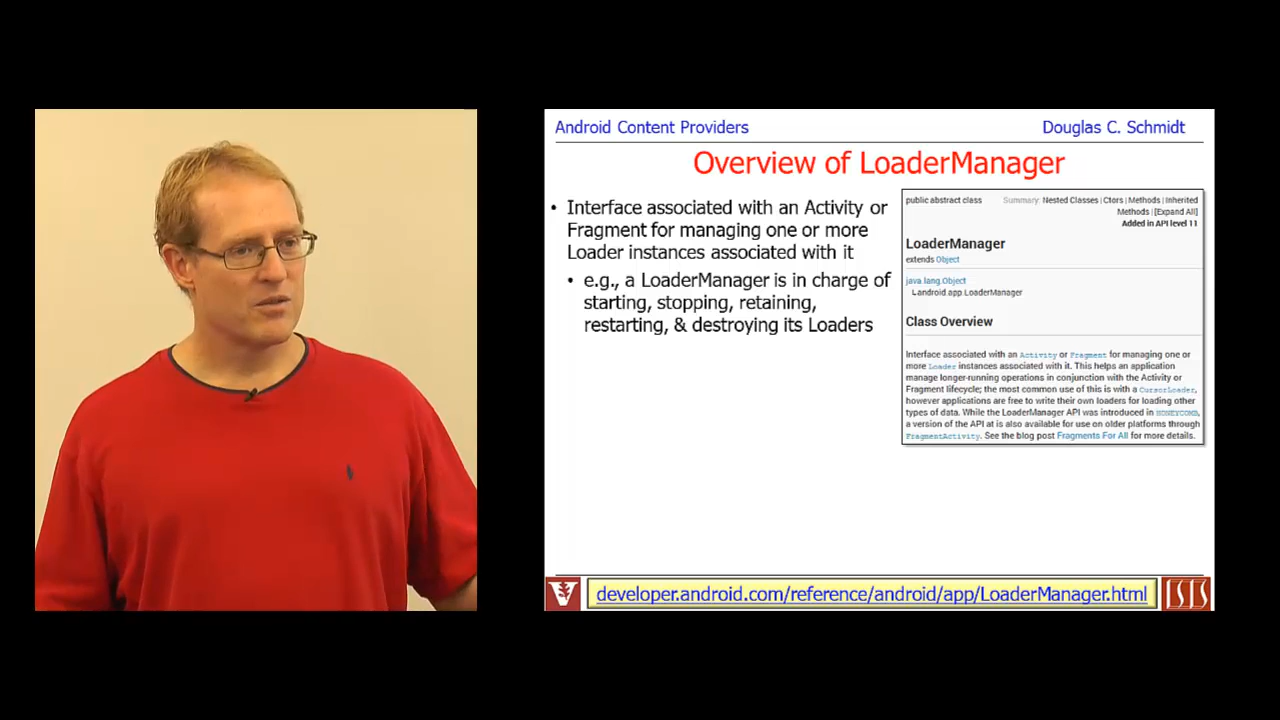 Android Content Providers
Douglas C. Schmidt
Overview of LoaderManager
• Interface associated with an Activity or
Fragment for managing one or more
Loader instances associated with it
• e.g., a LoaderManager is in charge of
starting, stopping, retaining,
restarting, & destroying its Loaders
public abstract class
Summary: Nested Classes | Ctors | Methods | Inherited
Methods | [Expand All]
Added in API level 11
LoaderManager
extends Object
java.lang.Object
↳android.app.LoaderManager
Class Overview
Interface associated with an Activity or Fragment for managing one or
more Loader instances associated with it. This helps an application
manage longer-running operations in conjunction with the Activity or
Fragment lifecycle; the most common use of this is with a CursorLoader,
however applications are free to write their own loaders for loading other
types of data. While the LoaderManager API was introduced in HONEYCOMB,
a version of the API at is also available for use on older platforms through
FragmentActivity. See the blog post Fragments For All for more details.
V
developer.android.com/reference/android/app/LoaderManager.html
ISIS